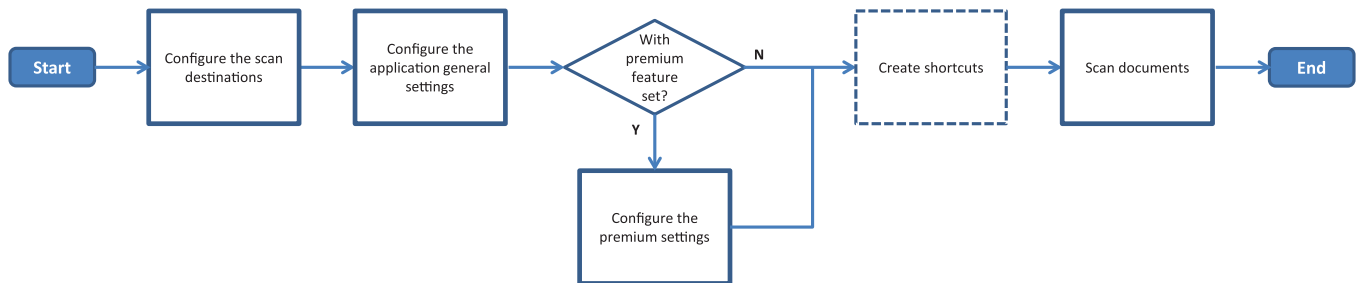 Start
Configure the scan
destinations
Configure the
application general
settings
With
premium
feature
set?
N
Y
Configure the
premium settings
Create shortcuts
Scan documents
End